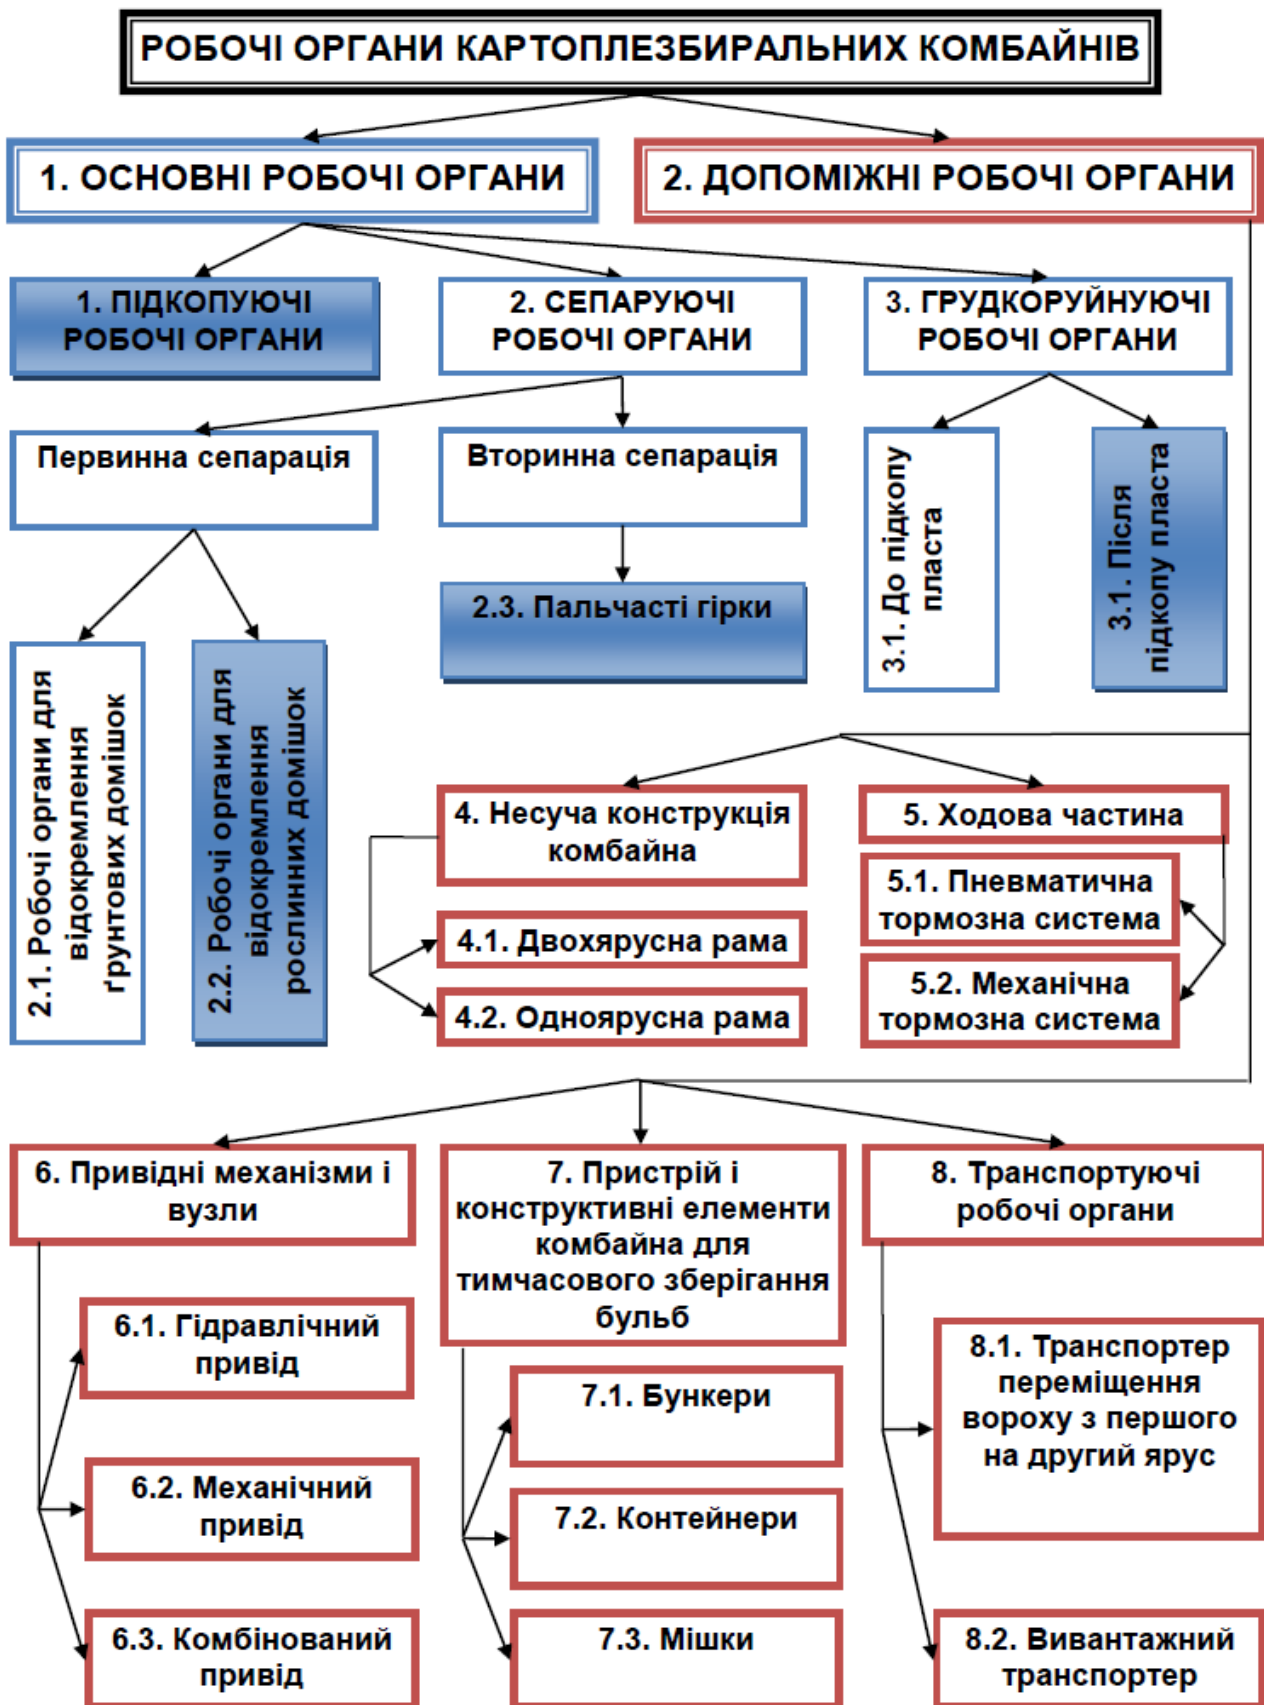 РОБОЧІ ОРГАНИ КАРТОПЛЕЗБИРАЛЬНИХ КОМБАЙНІВ
1. ОСНОВНІ РОБОЧІ ОРГАНИ
2. ДОПОМІЖНІ РОБОЧІ ОРГАНИ
1. ПІДКОПУЮЧІ
РОБОЧІ ОРГАНИ
2. СЕПАРУЮЧІ
РОБОЧІ ОРГАНИ
3. ГРУДКОРУЙНУЮЧІ
РОБОЧІ ОРГАНИ
Первинна сепарація
Вторинна сепарація
3.1. До підкопу
пласта
3.1. Після
підкопу пласта
2.3. Пальчасті гірки
2.1. Робочі органи для
відокремлення
ґрунтових домішок
2.2. Робочі органи для
відокремлення
рослинних домішок
4. Несуча конструкція
комбайна
5. Ходова частина
5.1. Пневматична
тормозна система
4.1. Двохярусна рама
5.2. Механічна
тормозна система
4.2. Одноярусна рама
6. Привідні механізми і
вузли
7. Пристрій і
конструктивні елементи
комбайна для
тимчасового зберігання
бульб
8. Транспортуючі
робочі органи
6.1. Гідравлічний
привід
7.1. Бункери
8.1. Транспортер
переміщення
вороху з першого
на другий ярус
6.2. Механічний
привід
7.2. Контейнери
6.3. Комбінований
привід
7.3. Мішки
8.2. Вивантажний
транспортер